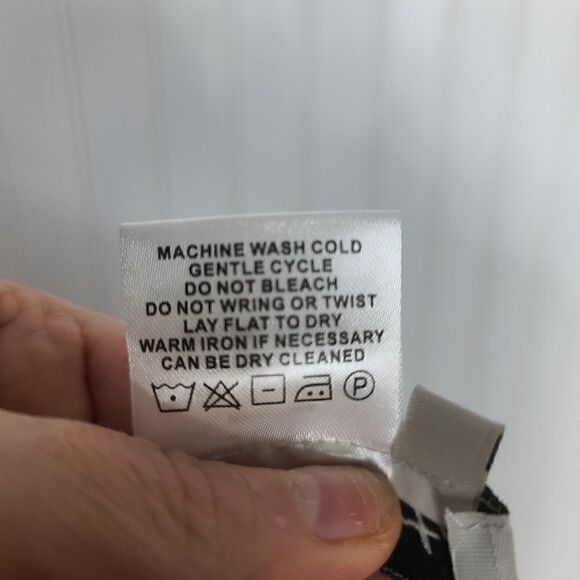 MACHINE WASH COLD
GENTLE CYCLE
DO NOT BLEACH
DO NOT WRING OR TWIST
LAY FLAT TO DRY
WARM IRON IF NECESSARY
CAN BE DRY CLEANED
P